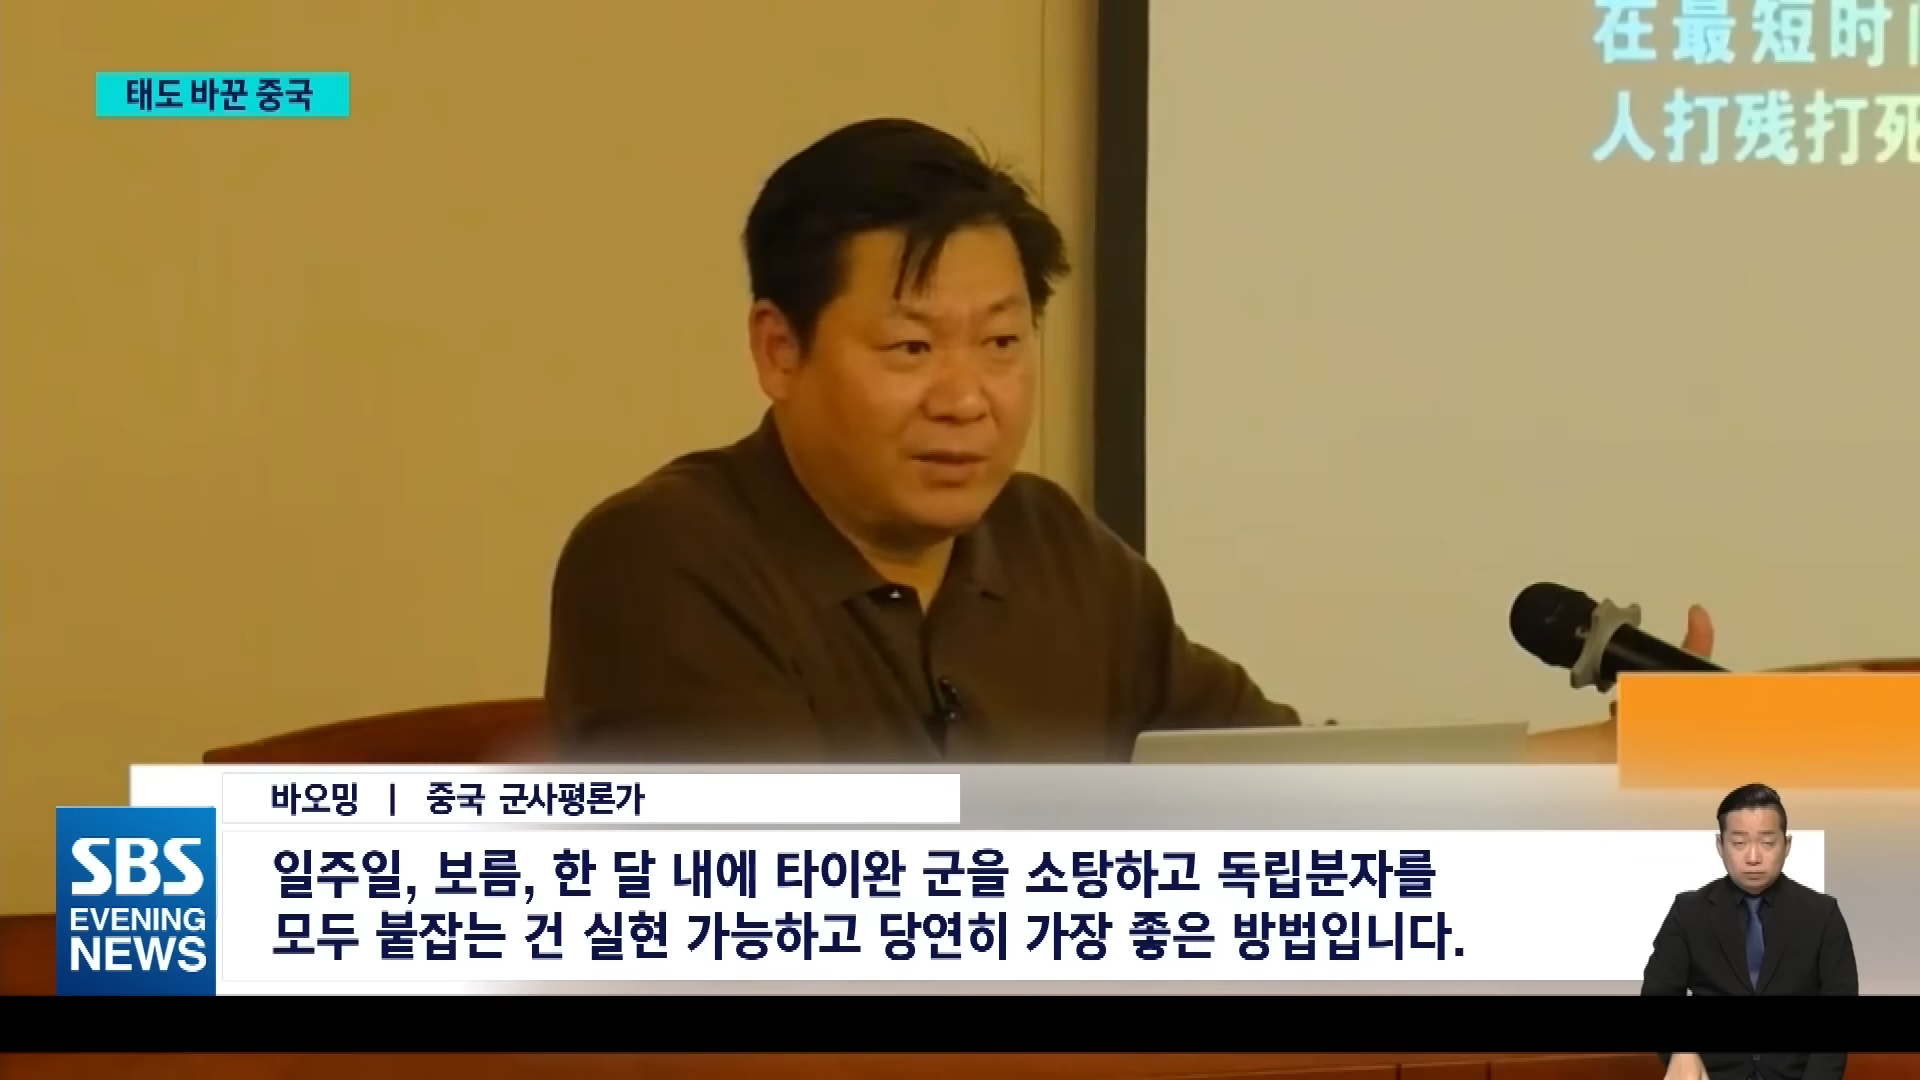 태도 바꾼 중국
在最短时
人打残打死
바오밍 | 중국 군사평론가
일주일, 보름, 한 달 내에 타이완 군을 소탕하고 독립분자를
모두 붙잡는 건 실현 가능하고 당연히 가장 좋은 방법입니다.
SBS
EVENING
NEWS